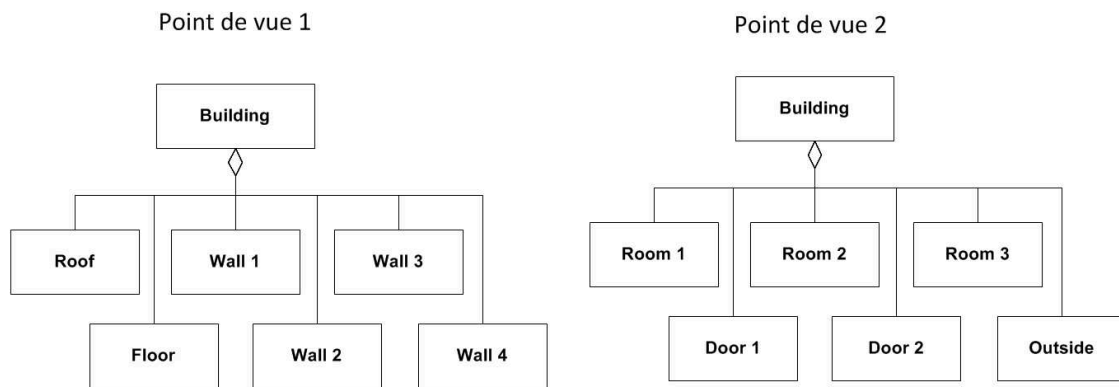 Point de vue 1
Building
Roof
Wall 1
Wall 3
Floor
Wall 2
Wall 4
Point de vue 2
Building
Room 1
Room 2
Room 3
Door 1
Door 2
Outside